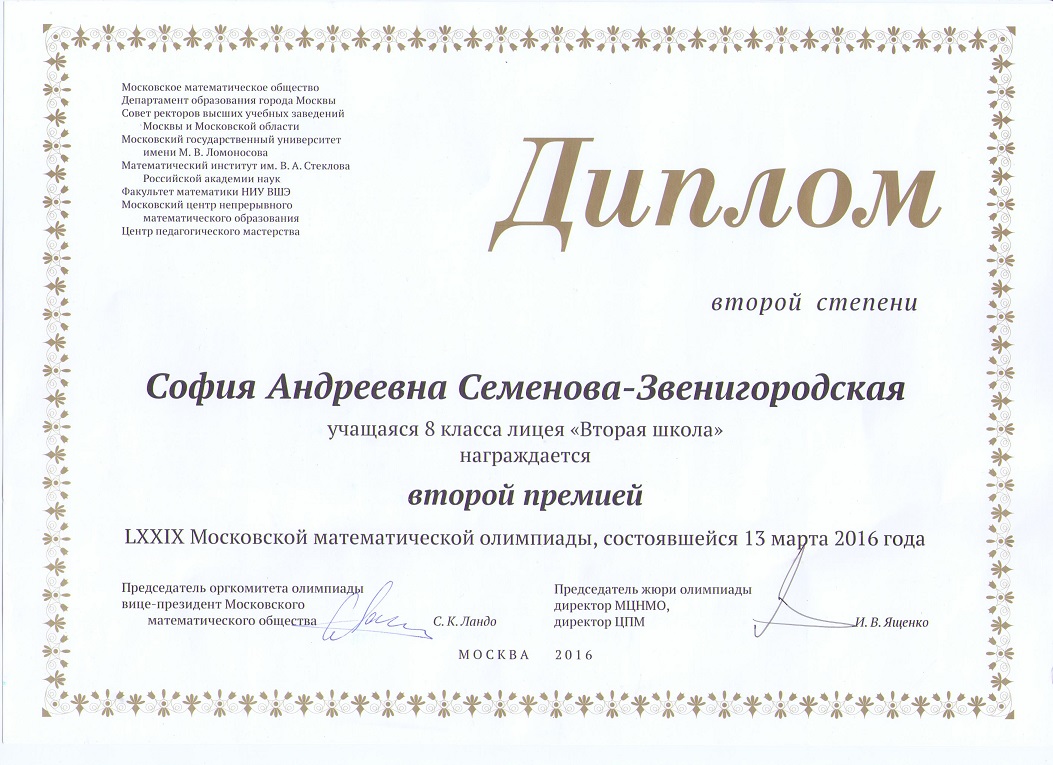 Московское математическое общество
Департамент образования города Москвы
Совет ректоров высших учебных заведений
Москвы и Московской области
Московский государственный университет
имени М. В. Ломоносова
Математический институт им. В. А. Стеклова
Российской академии наук
Факультет математики НИУ ВШЭ
Московский центр непрерывного
математического образования
Центр педагогического мастерства
Диплом
второй степени
София Андреевна Семенова-Звенигородская
учащаяся 8 класса лицея «Вторая школа»
награждается
второй премией
LXXIX Московской математической олимпиады, состоявшейся 13 марта 2016 года
Председатель оргкомитета олимпиады
вице-президент Московского
математического общества С. К. Ландо
Председатель жюри олимпиады
директор МЦНМО,
директор ЦПМ И. В. Ященко
МОСКВА 2016